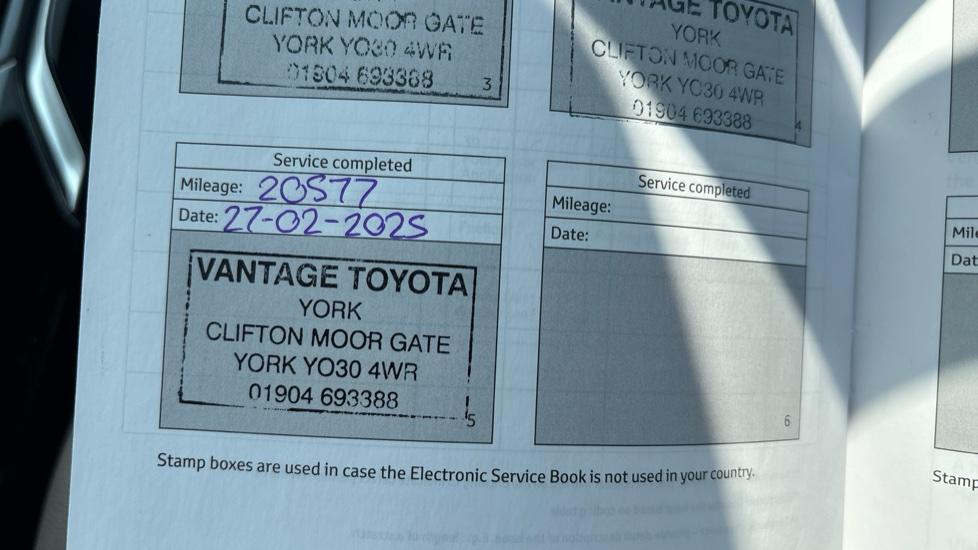 CLIFTON MOOR GATE
YORK YO30 4WR
01904 693388
3
VANTAGE TOYOTA
YORK
CLIFTON MOOR GATE
YORK YO30 4WR
01904 693388
4
Service completed
Mileage: 20577
Date: 27-02-2025
VANTAGE TOYOTA
YORK
CLIFTON MOOR GATE
YORK YO30 4WR
01904 693388
5
Service completed
Mileage:
Date:
6
Stamp boxes are used in case the Electronic Service Book is not used in your country.
Stamp